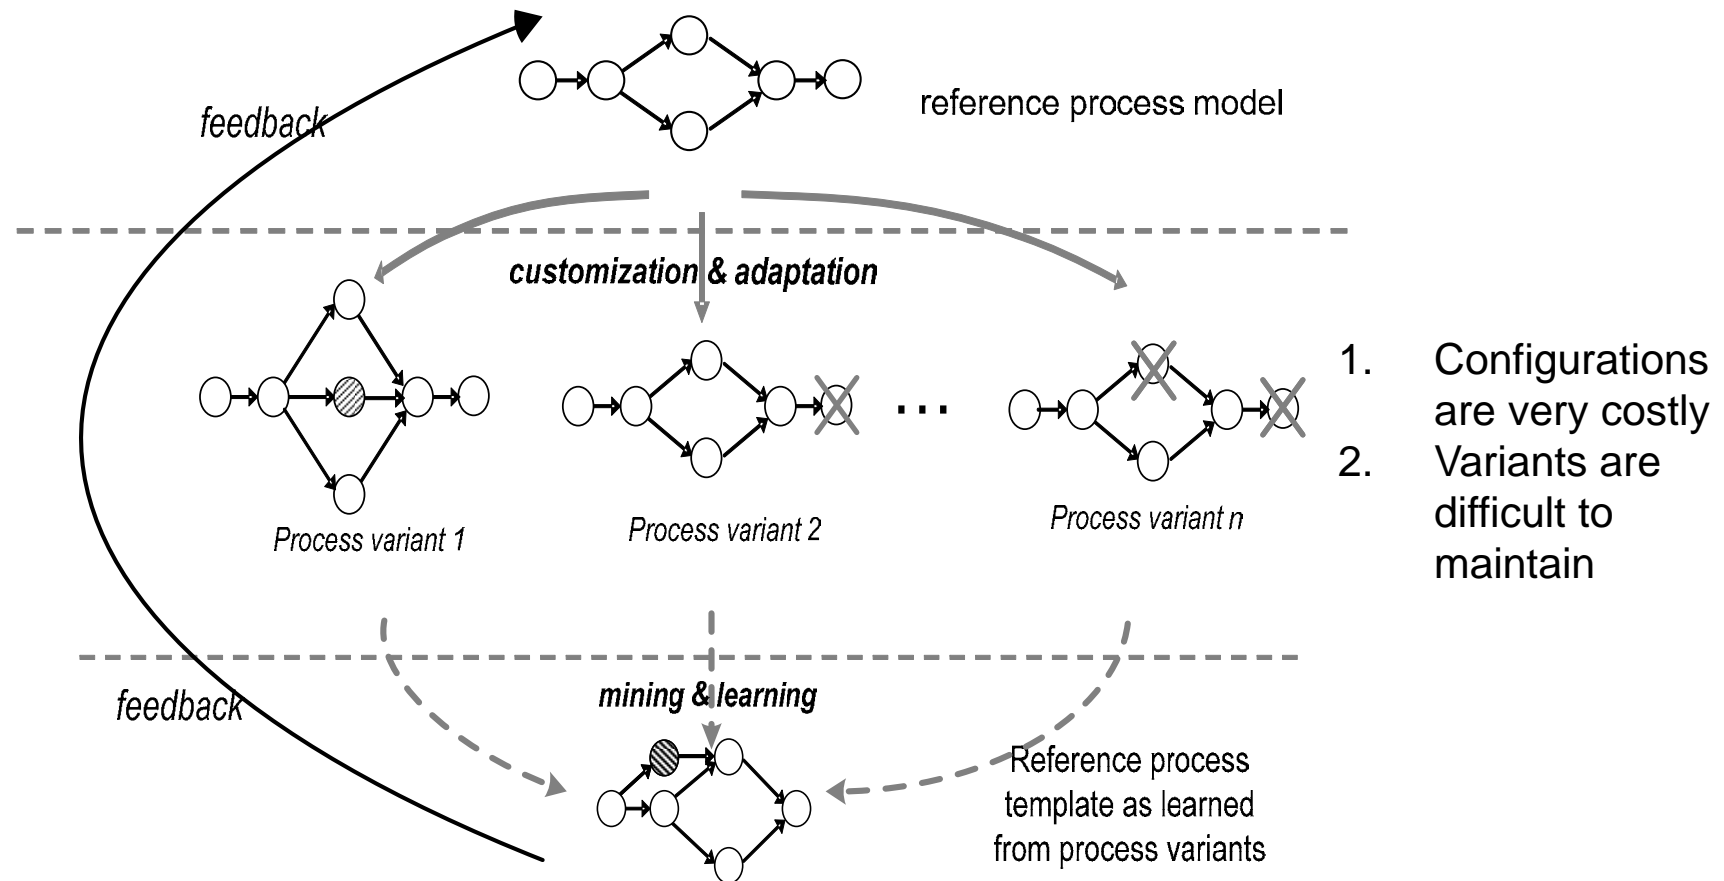 feedback
reference process model
customization & adaptation
...
Process variant 1
Process variant 2
Process variant n
1. Configurations
are very costly
2. Variants are
difficult to
maintain
feedback
mining & learning
Reference process
template as learned
from process variants